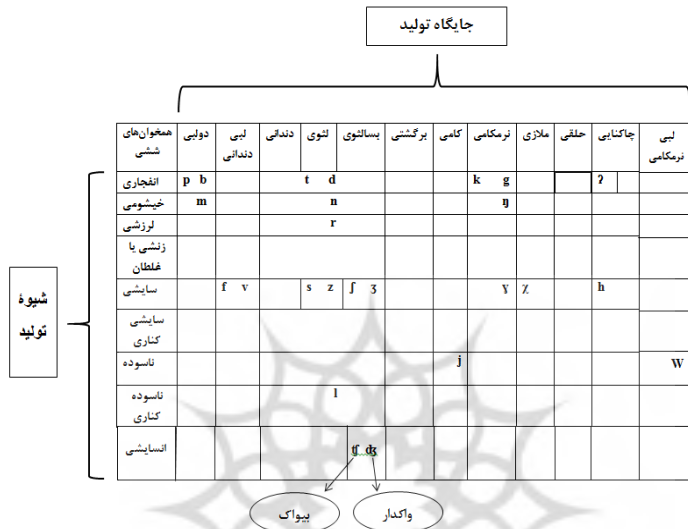 جایگاه تولید
همخوان‌های ششی	دولبی	لبی دندانی	دندانی	لثوی	پسالثوی	برگشتی	کامی	نرمکامی	ملازی	حلقی	چاکنایی	لبی نرمکامی
انفجاری	p b	t d	k g	ʔ
خیشومی	m	n	ŋ
لرزشی	r
زنشی یا غلطان
سایشی	f v	s z	ʃ ʒ	ɣ	χ	h
سایشی کناری
ناسوده	j	W
ناسوده کناری	l
انسایشی	ʧ ʤ
شیوۀ تولید
بیواک	واکدار